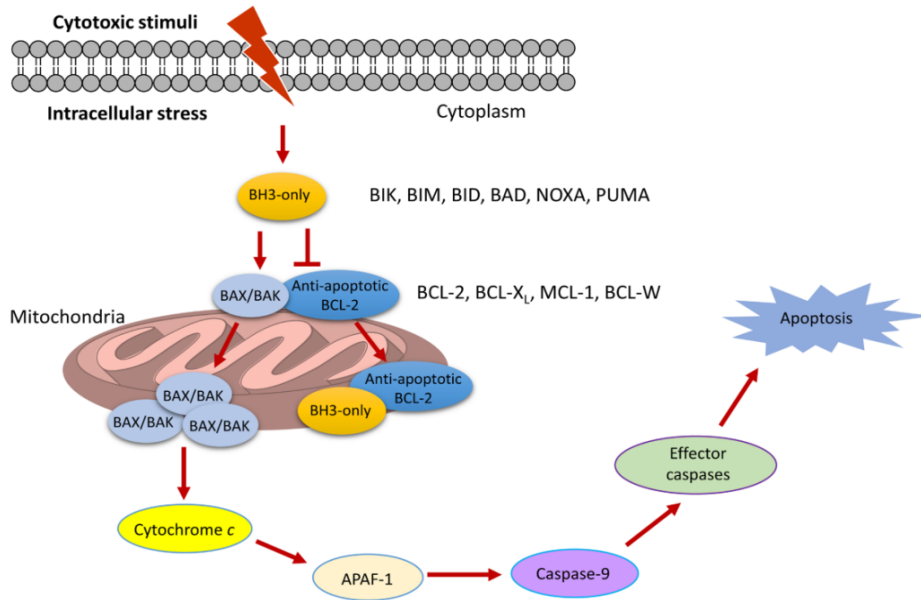 Cytotoxic stimuli
Intracellular stress
Cytoplasm
BH3-only
BIK, BIM, BID, BAD, NOXA, PUMA
BAX/BAK
Anti-apoptotic
BCL-2
BCL-2, BCL-X_L, MCL-1, BCL-W
Mitochondria
Apoptosis
BAX/BAK
BAX/BAK
BAX/BAK
Anti-apoptotic
BCL-2
BH3-only
Effector
caspases
Cytochrome c
APAF-1
Caspase-9